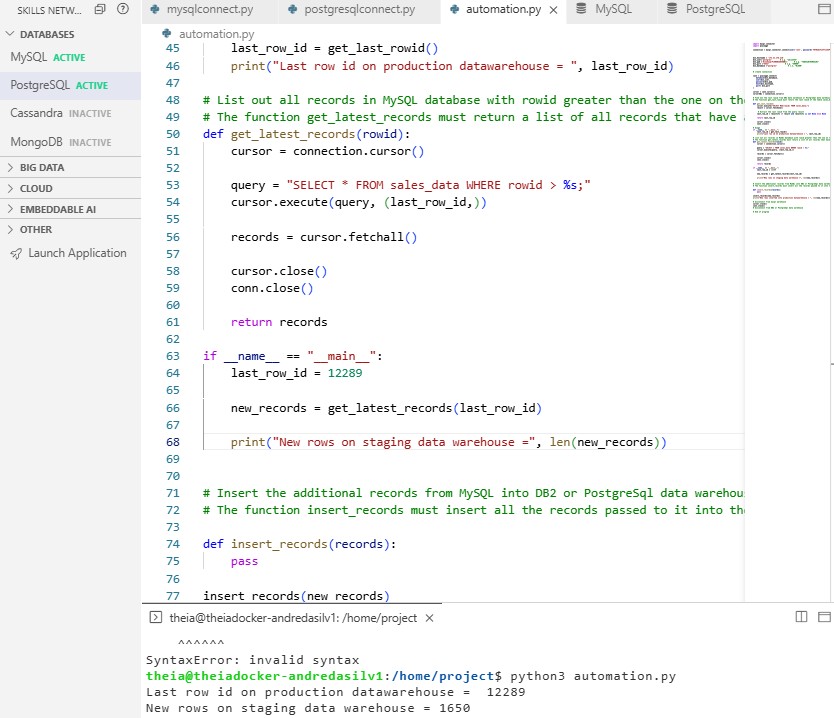 SKILLS NETW...
mysqlconnect.py
postgresqlconnect.py
automation.py
MySQL
PostgreSQL
DATABASES
MySQL ACTIVE
PostgreSQL ACTIVE
Cassandra INACTIVE
MongoDB INACTIVE
BIG DATA
CLOUD
EMBEDDABLE AI
OTHER
Launch Application
automation.py
45 last_row_id = get_last_rowid()
46 print("Last row id on production datawarehouse = ", last_row_id)
47
48 # List out all records in MySQL database with rowid greater than the one on th
49 # The function get_latest_records must return a list of all records that have
50 def get_latest_records(rowid):
51 cursor = connection.cursor()
52
53 query = "SELECT * FROM sales_data WHERE rowid > %s;"
54 cursor.execute(query, (last_row_id,))
55
56 records = cursor.fetchall()
57
58 cursor.close()
59 conn.close()
60
61 return records
62
63 if __name__ == "__main__":
64 last_row_id = 12289
65
66 new_records = get_latest_records(last_row_id)
67
68 print("New rows on staging data warehouse =", len(new_records))
69
70
71 # Insert the additional records from MySQL into DB2 or PostgreSql data warehou
72 # The function insert_records must insert all the records passed to it into th
73
74 def insert_records(records):
75 pass
76
77 insert_records(new_records)
theia@theiadocker-andredasilv1: /home/project
^^^^^^
SyntaxError: invalid syntax
theia@theiadocker-andredasilv1:/home/project$ python3 automation.py
Last row id on production datawarehouse =  12289
New rows on staging data warehouse = 1650